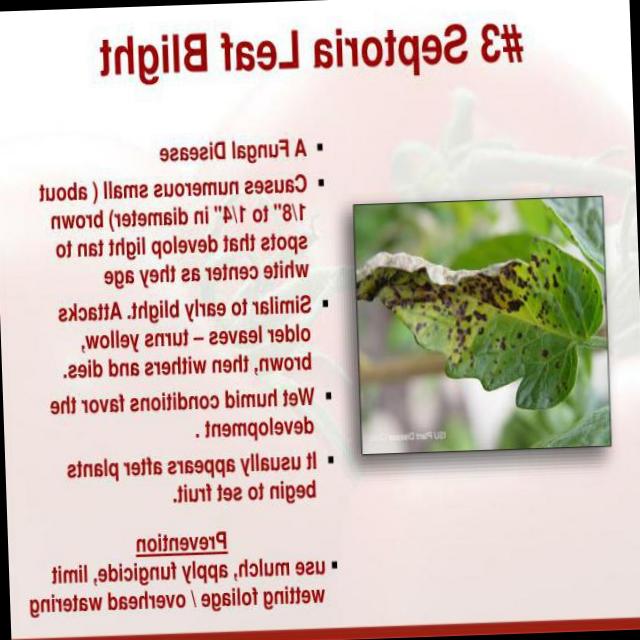 #3 Septoria Leaf Blight
▪ A Fungal Disease
▪ Causes numerous small ( about
1/8" to 1/4" in diameter) brown
spots that develop light tan to
white center as they age
▪ Similar to early blight. Attacks
older leaves – turns yellow,
brown, then withers and dies.
▪ Wet humid conditions favor the
development .
▪ It usually appears after plants
begin to set fruit.
Prevention
▪ use mulch, apply fungicide, limit
wetting foliage / overhead watering
ISU Plant Disease